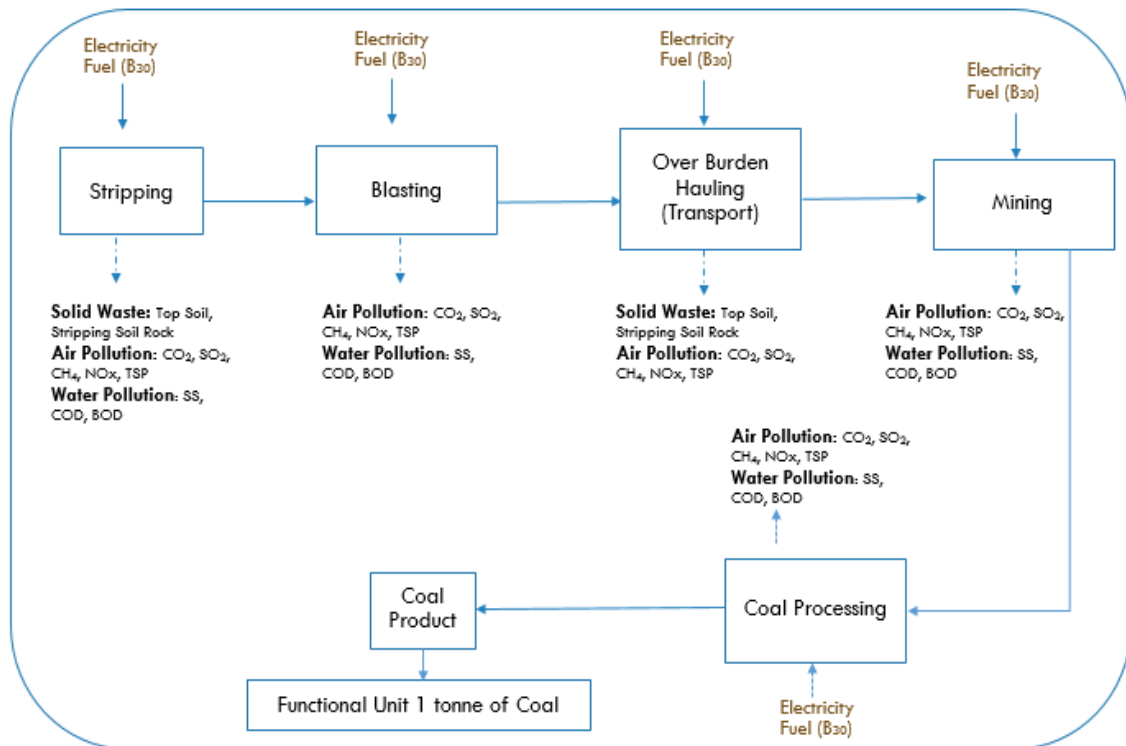 Electricity
Fuel (B₃₀)
Electricity
Fuel (B₃₀)
Electricity
Fuel (B₃₀)
Electricity
Fuel (B₃₀)
Stripping
Blasting
Over Burden
Hauling
(Transport)
Mining
Solid Waste: Top Soil,
Stripping Soil Rock
Air Pollution: CO₂, SO₂,
CH₄, NOx, TSP
Water Pollution: SS,
COD, BOD
Air Pollution: CO₂, SO₂,
CH₄, NOx, TSP
Water Pollution: SS,
COD, BOD
Solid Waste: Top Soil,
Stripping Soil Rock
Air Pollution: CO₂, SO₂,
CH₄, NOx, TSP
Air Pollution: CO₂, SO₂,
CH₄, NOx, TSP
Water Pollution: SS,
COD, BOD
Air Pollution: CO₂, SO₂,
CH₄, NOx, TSP
Water Pollution: SS,
COD, BOD
Coal
Product
Coal Processing
Functional Unit 1 tonne of Coal
Electricity
Fuel (B₃₀)